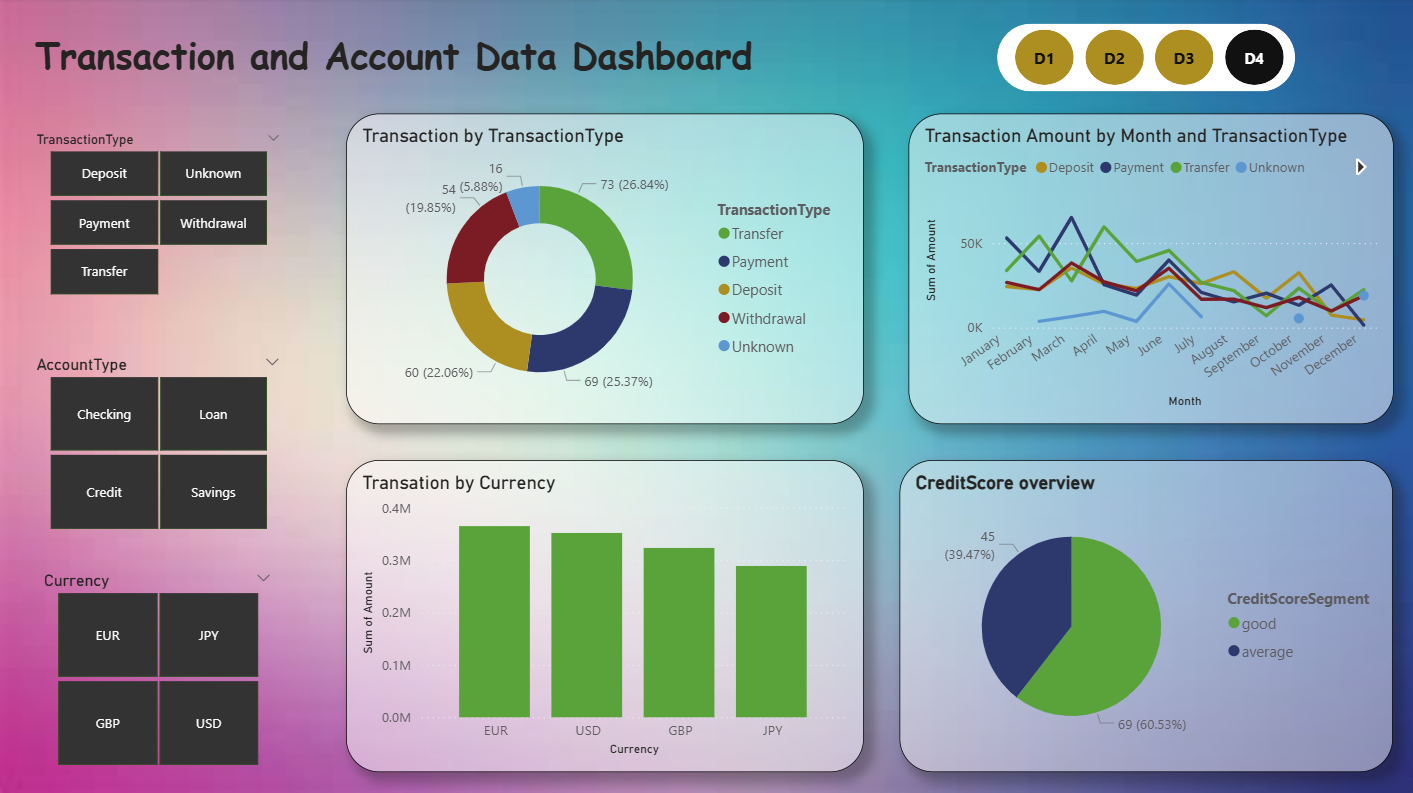 Transaction and Account Data Dashboard
D1 D2 D3 D4
TransactionType
Deposit Unknown
Payment Withdrawal
Transfer
AccountType
Checking Loan
Credit Savings
Currency
EUR JPY
GBP USD
Transaction by TransactionType
16
(5.88%)
54
(19.85%)
73 (26.84%)
60 (22.06%)
69 (25.37%)
TransactionType
Transfer
Payment
Deposit
Withdrawal
Unknown
Transaction Amount by Month and TransactionType
TransactionType Deposit Payment Transfer Unknown
Sum of Amount
50K
0K
January February March April May June July August September October November December
Month
Transation by Currency
Sum of Amount
0.4M
0.3M
0.2M
0.1M
0.0M
EUR USD GBP JPY
Currency
CreditScore overview
45
(39.47%)
69 (60.53%)
CreditScoreSegment
good
average